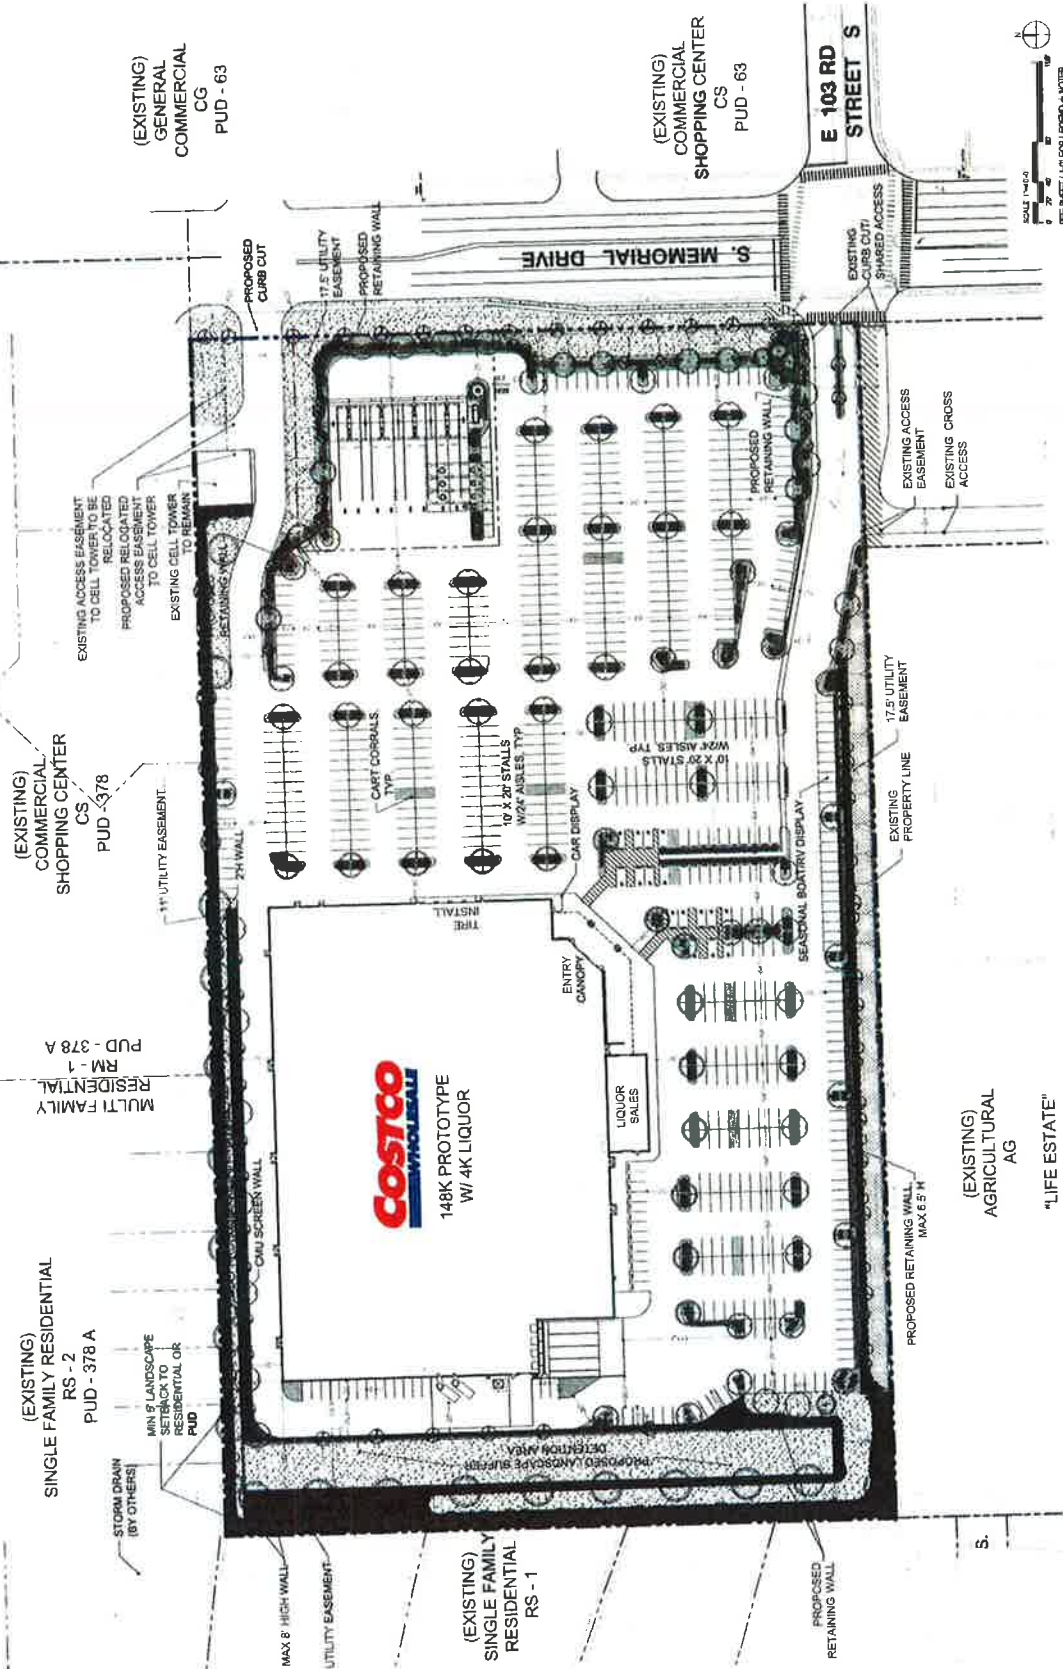 (EXISTING)
GENERAL
COMMERCIAL
CG
PUD - 63
(EXISTING)
COMMERCIAL
SHOPPING CENTER
CS
PUD - 63
E 103 RD
STREET S
N
S. MEMORIAL DRIVE
PROPOSED
CURB CUT
17.5' UTILITY
EASEMENT
PROPOSED
RETAINING WALL
EXISTING
CURB CUT/
SHARED ACCESS
EXISTING ACCESS EASEMENT
TO CELL TOWER TO BE
RELOCATED
PROPOSED RELOCATED
ACCESS EASEMENT
TO CELL TOWER
EXISTING CELL TOWER
TO REMAIN
RETAINING WALL
PROPOSED
RETAINING WALL
EXISTING ACCESS
EASEMENT
EXISTING CROSS
ACCESS
(EXISTING)
COMMERCIAL
SHOPPING CENTER
CS
PUD - 378
11' UTILITY EASEMENT
CART CORRALS,
TYP
10' X 20' STALLS
W/24' AISLES, TYP
10' X 20' STALLS
W/24' AISLES, TYP
CAR DISPLAY
SEASONAL BOAT/RV DISPLAY
17.5' UTILITY
EASEMENT
EXISTING
PROPERTY LINE
TIRE
INSTALL
ENTRY
CANOPY
MULTI FAMILY
RESIDENTIAL
RM - 1
PUD - 378 A
COSTCO
WHOLESALE
148K PROTOTYPE
W/ 4K LIQUOR
LIQUOR
SALES
CMU SCREEN WALL
(EXISTING)
AGRICULTURAL
AG
"LIFE ESTATE"
PROPOSED RETAINING WALL,
MAX 6.5' H
(EXISTING)
SINGLE FAMILY RESIDENTIAL
RS - 2
PUD - 378 A
MIN 5' LANDSCAPE
SETBACK TO
RESIDENTIAL OR
PUD
STORM DRAIN
(BY OTHERS)
PROPOSED LANDSCAPE BUFFER
DETENTION AREA
MAX 8' HIGH WALL
UTILITY EASEMENT
(EXISTING)
SINGLE FAMILY
RESIDENTIAL
RS - 1
PROPOSED
RETAINING WALL
S.